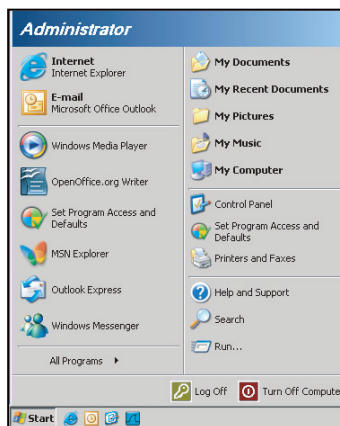 Administrator
Internet
Internet Explorer
E-mail
Microsoft Office Outlook
Windows Media Player
OpenOffice.org Writer
Set Program Access and
Defaults
MSN Explorer
Outlook Express
Windows Messenger
All Programs
My Documents
My Recent Documents
My Pictures
My Music
My Computer
Control Panel
Set Program Access and
Defaults
Printers and Faxes
Help and Support
Search
Run...
Log Off
Turn Off Compute
Start